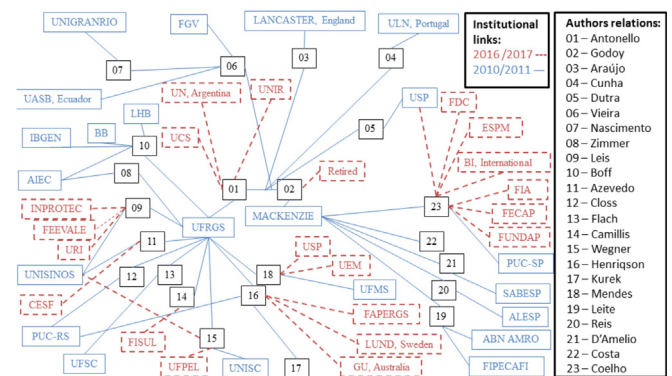 UNIGRANRIO
FGV
LANCASTER, England
ULN, Portugal
Institutional
links:
2016/2017 ---
2010/2011 —
Authors relations:
01 – Antonello
02 – Godoy
03 – Araújo
04 – Cunha
05 – Dutra
06 – Vieira
07 – Nascimento
08 – Zimmer
09 – Leis
10 – Boff
11 – Azevedo
12 – Closs
13 – Flach
14 – Camillis
15 – Wegner
16 – Henriqson
17 – Kurek
18 – Mendes
19 – Leite
20 – Reis
21 – D'Amelio
22 – Costa
23 – Coelho
07
06
03
04
UASB, Ecuador
UN, Argentina
UNIR
USP
FDC
LHB
BB
IBGEN
10
UCS
05
ESPM
BI, International
AIEC
08
01
02
Retired
FIA
INPROTEC
09
FEEVALE
URI
UFRGS
MACKENZIE
23
FECAP
FUNDAP
11
22
UNISINOS
12
13
USP
UEM
21
PUC-SP
CESF
14
18
UFMS
20
SABESP
16
FAPERGS
19
ALESP
PUC-RS
FISUL
15
LUND, Sweden
ABN AMRO
UFSC
UFPEL
UNISC
17
GU, Australia
FIPECAFI